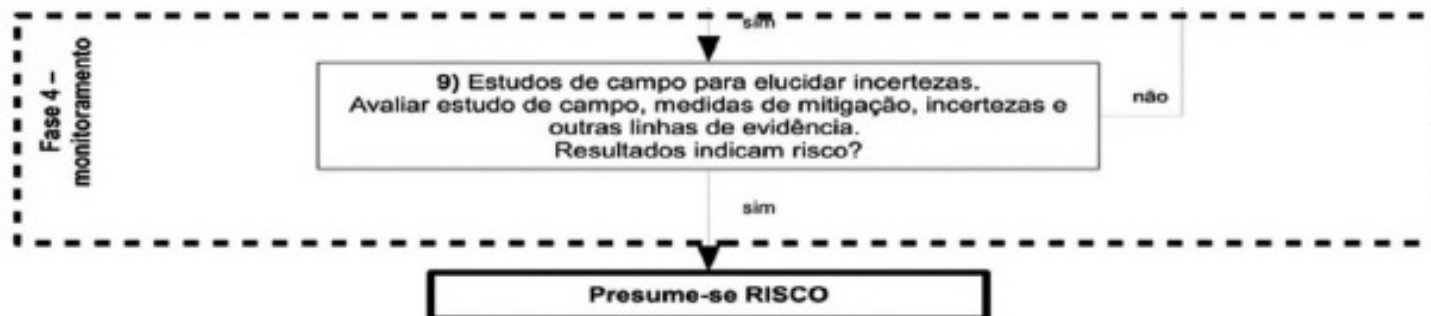 sim
Fase 4 –
monitoramento
9) Estudos de campo para elucidar incertezas.
Avaliar estudo de campo, medidas de mitigação, incertezas e
outras linhas de evidência.
Resultados indicam risco?
não
sim
Presume-se RISCO